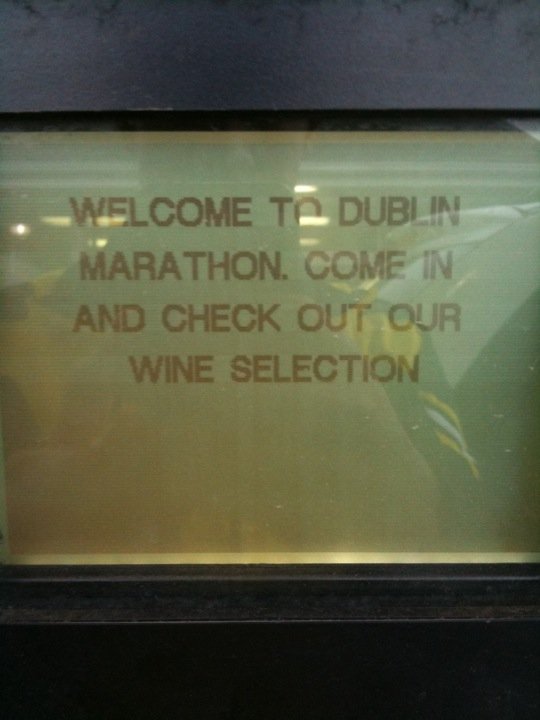 WELCOME TO DUBLIN
MARATHON. COME IN
AND CHECK OUT OUR
WINE SELECTION